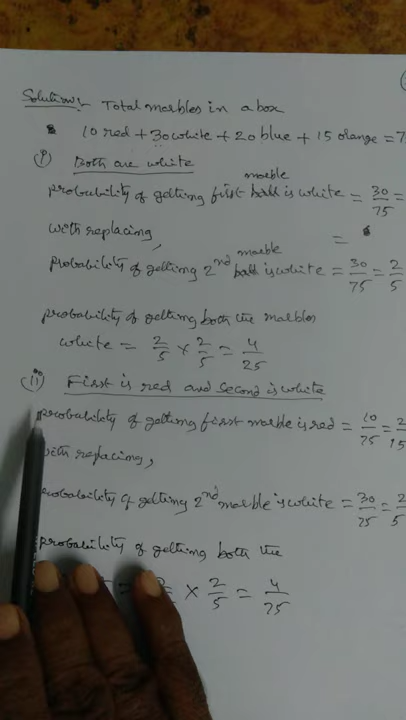 Solution:- Total marbles in a box
10 red + 30 white + 20 blue + 15 orange = 7
(i) Both are white
probability of getting first marble ball is white = 30/75 =
with replacing, =
probability of getting 2nd marble ball is white = 30/75 = 2/5
probability of getting both the marbles
white = 2/5 × 2/5 = 4/25
(ii) First is red and second is white
probability of getting first marble is red = 10/75 = 2/15
with replacing,
probability of getting 2nd marble is white = 30/75 = 2/5
probability of getting both the
= × 2/5 = 4/75